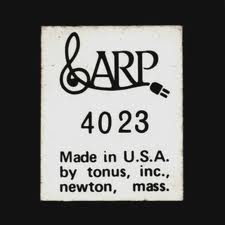 ARP
4023
Made in U.S.A.
by tonus, inc.,
newton, mass.